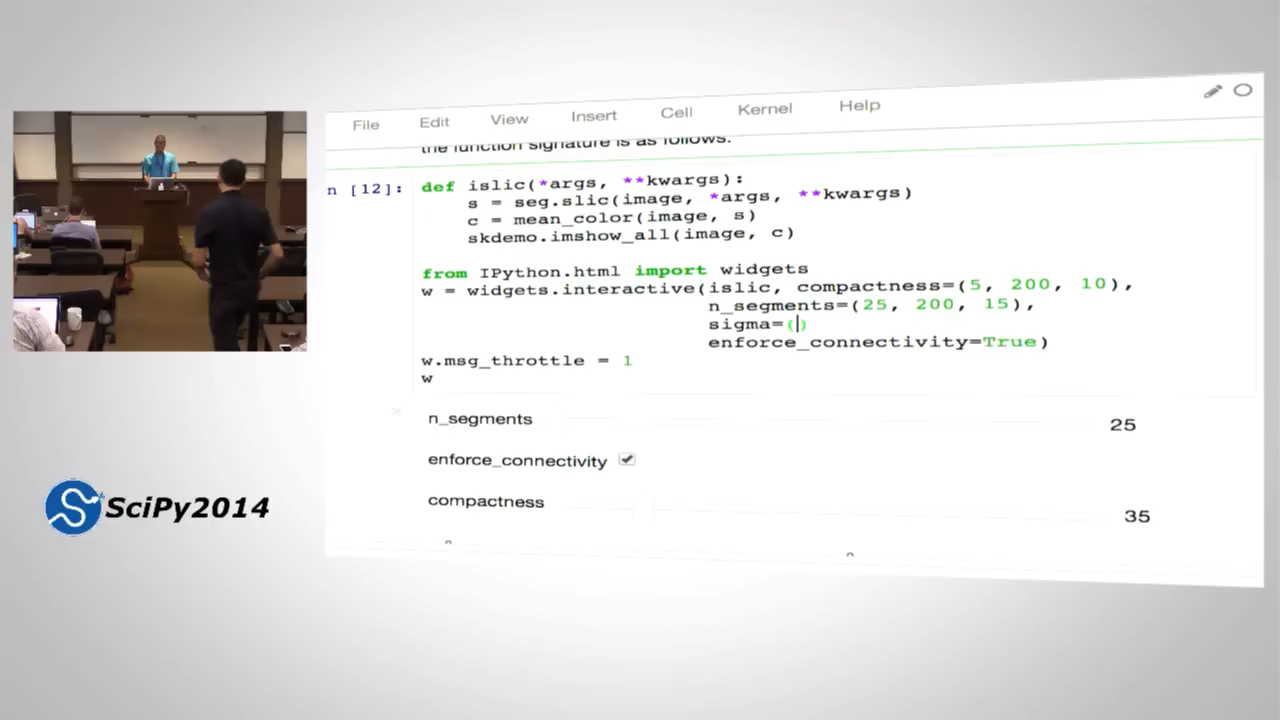 File Edit View Insert Cell Kernel Help
the function signature is as follows.
n [12]:
def islic(*args, **kwargs):
s = seg.slic(image, *args, **kwargs)
c = mean_color(image, s)
skdemo.imshow_all(image, c)
from IPython.html import widgets
w = widgets.interactive(islic, compactness=(5, 200, 10),
n_segments=(25, 200, 15),
sigma=()
enforce_connectivity=True)
w.msg_throttle = 1
w
n_segments 25
enforce_connectivity
compactness 35
SciPy2014